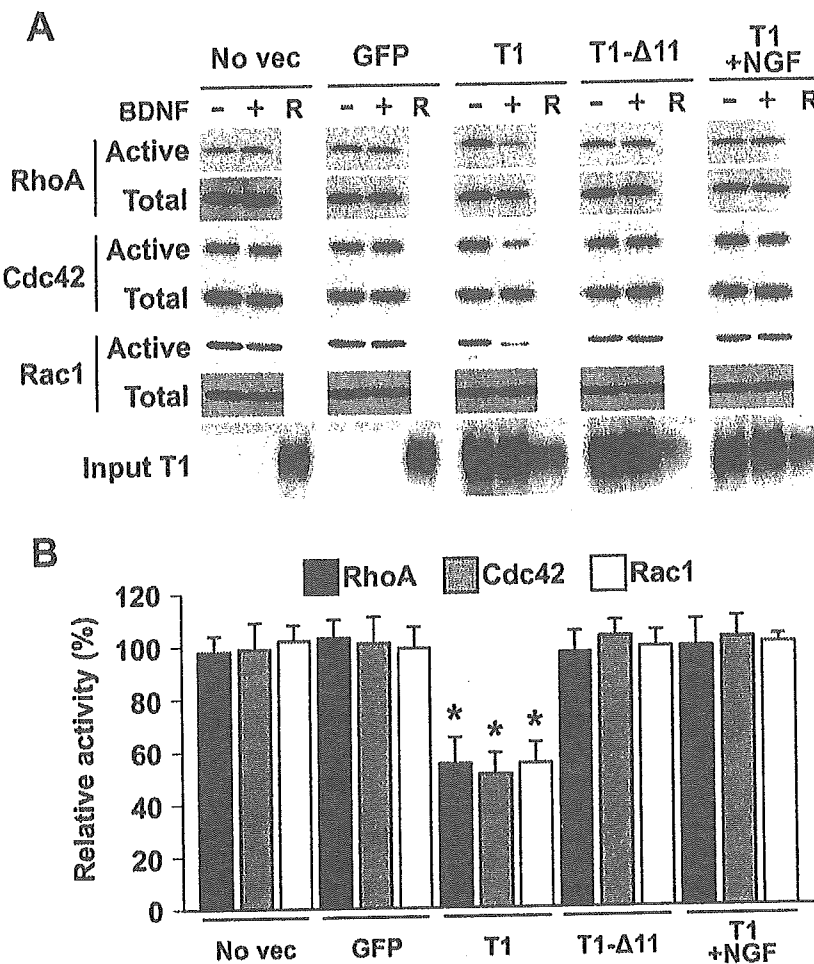 A
No vec GFP T1 T1-Δ11 T1 +NGF
BDNF - + R - + R - + R - + R - + R
RhoA Active
Total
Cdc42 Active
Total
Rac1 Active
Total
Input T1
B
RhoA Cdc42 Rac1
Relative activity (%)
120
100
80
60
40
20
0
* * *
No vec GFP T1 T1-Δ11 T1 +NGF